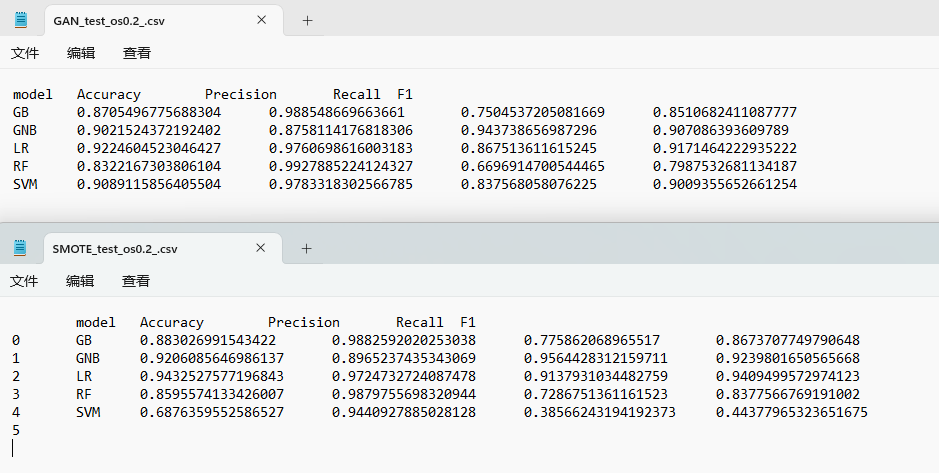 GAN_test_os0.2_.csv
文件 编辑 查看
model Accuracy Precision Recall F1
GB 0.8705496775688304 0.988548669663661 0.7504537205081669 0.8510682411087777
GNB 0.9021524372192402 0.8758114176818306 0.943738656987296 0.907086393609789
LR 0.9224604523046427 0.9760698616003183 0.867513611615245 0.9171464222935222
RF 0.8322167303806104 0.9927885224124327 0.6696914700544465 0.7987532681134187
SVM 0.9089115856405504 0.9783318302566785 0.837568058076225 0.9009355652661254
SMOTE_test_os0.2_.csv
文件 编辑 查看
model Accuracy Precision Recall F1
0 GB 0.883026991543422 0.9882592020253038 0.775862068965517 0.8673707749790648
1 GNB 0.9206085646986137 0.8965237435343069 0.9564428312159711 0.9239801650565668
2 LR 0.9432527577196843 0.9724732724087478 0.9137931034482759 0.9409499572974123
3 RF 0.8595574133426007 0.9879755698320944 0.7286751361161523 0.8377566769191002
4 SVM 0.6876359552586527 0.9440927885028128 0.38566243194192373 0.44377965323651675
5